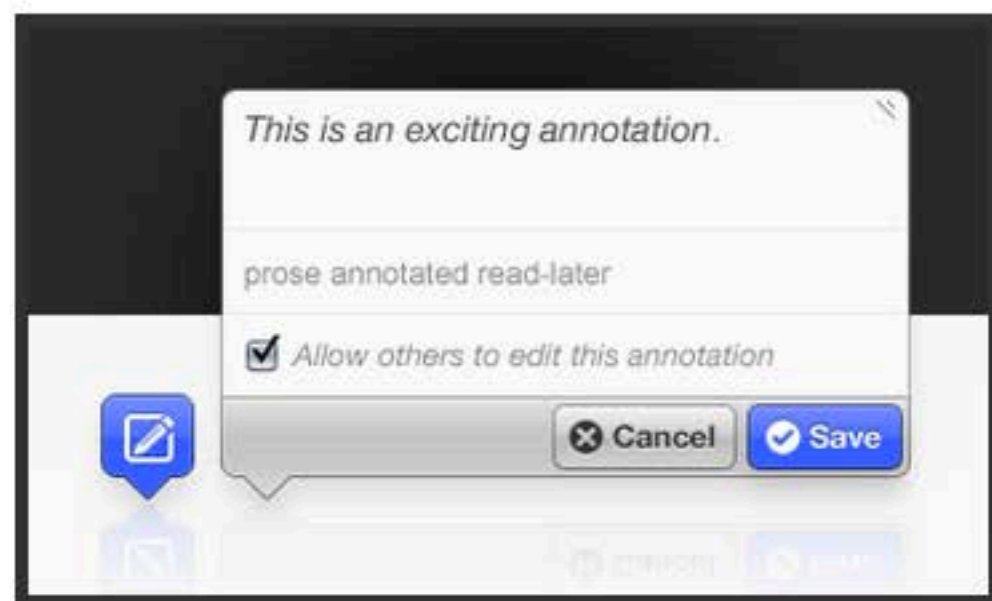 This is an exciting annotation.
prose annotated read-later
Allow others to edit this annotation
Cancel
Save